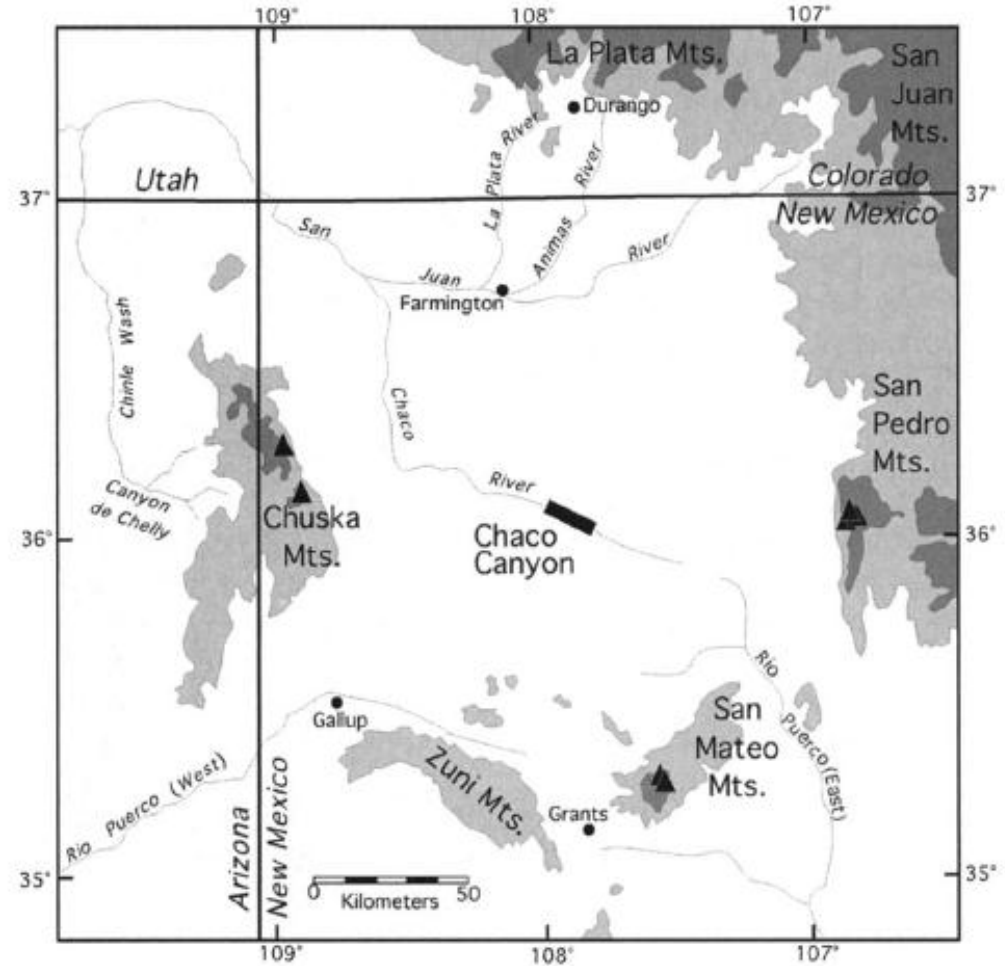 109°
108°
107°
La Plata Mts.
San
Juan
Mts.
Durango
La Plata River
River
Utah
Colorado
37°
37°
New Mexico
San
Juan
Animas
River
Farmington
Chinle Wash
Chaco
San
Pedro
Mts.
River
Canyon
de Chelly
Chuska
Mts.
Chaco
Canyon
36°
36°
Rio
Puerco (East)
Gallup
San
Mateo
Mts.
Zuni Mts.
Rio Puerco (West)
Grants
Arizona
New Mexico
35°
35°
0
50
Kilometers
109°
108°
107°